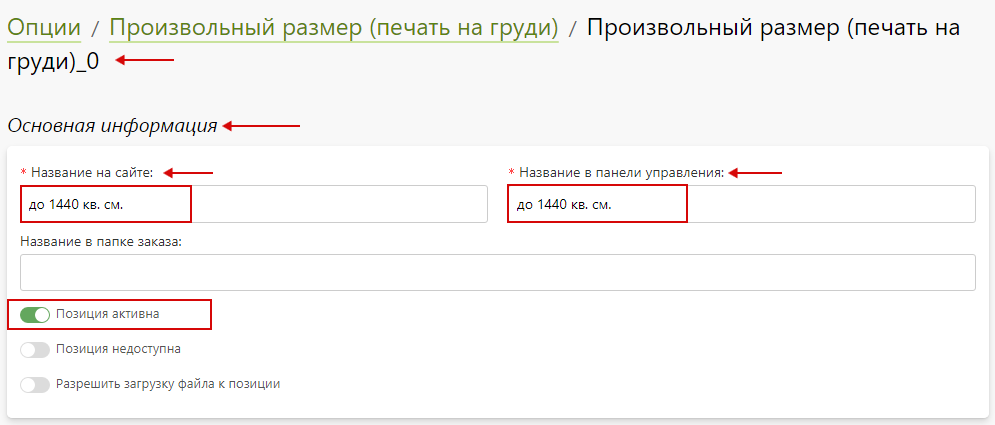 Опции / Произвольный размер (печать на груди) / Произвольный размер (печать на
груди)_0
Основная информация
* Название на сайте: * Название в панели управления:
до 1440 кв. см. до 1440 кв. см.
Название в папке заказа:
Позиция активна
Позиция недоступна
Разрешить загрузку файла к позиции